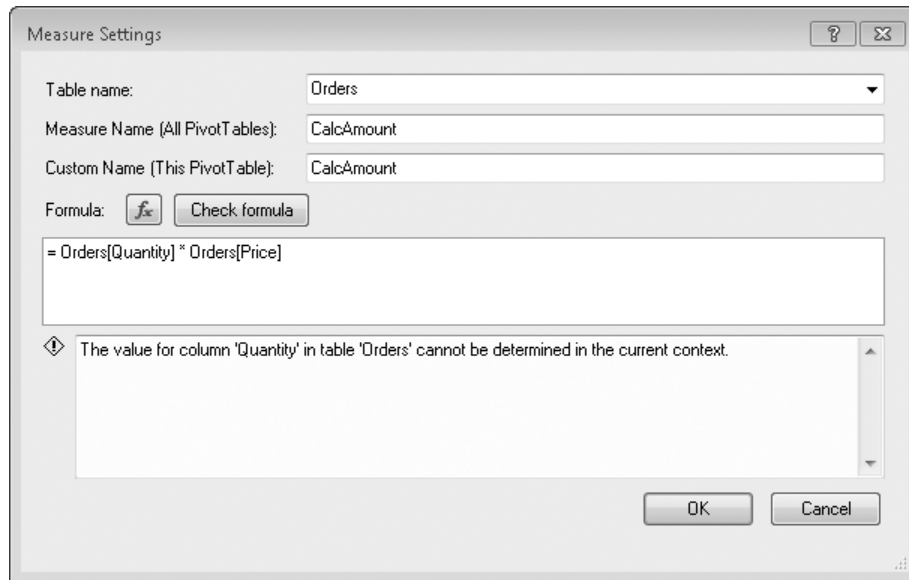 Measure Settings
Table name:
Orders
Measure Name (All PivotTables):
CalcAmount
Custom Name (This PivotTable):
CalcAmount
Formula:
fx
Check formula
= Orders[Quantity] * Orders[Price]
The value for column 'Quantity' in table 'Orders' cannot be determined in the current context.
OK
Cancel